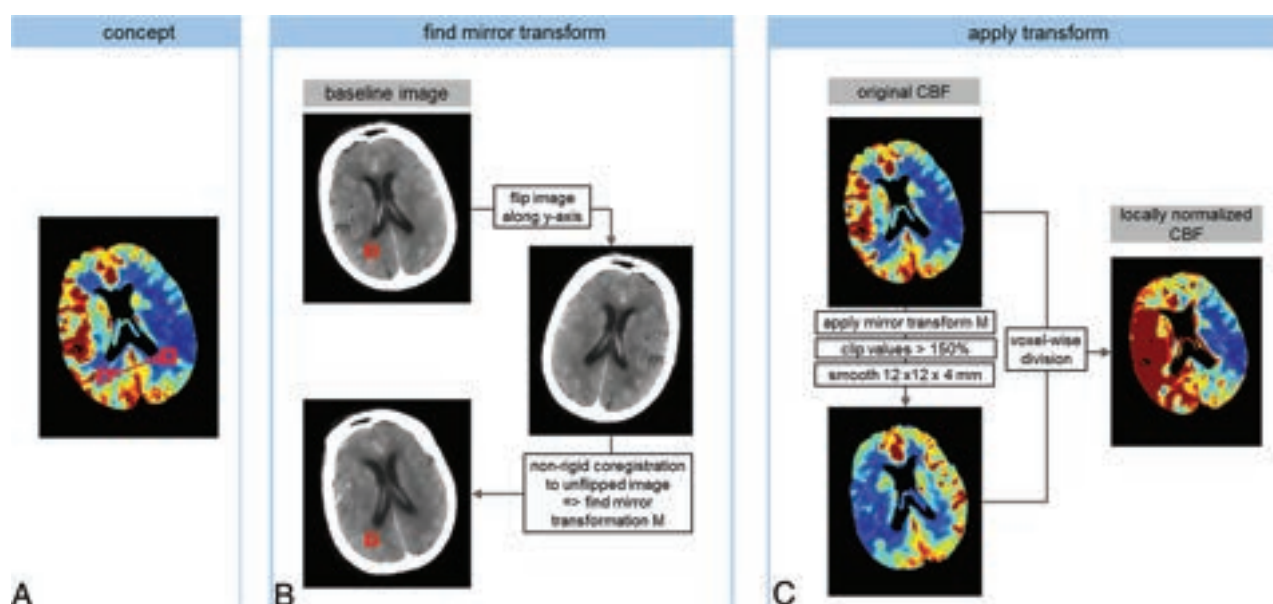 concept
find mirror transform
apply transform
baseline image
flip image
along y-axis
non-rigid coregistration
to unflipped image
=> find mirror
transformation M
original CBF
apply mirror transform M
clip values > 150%
smooth 12 x12 x 4 mm
voxel-wise
division
locally normalized
CBF
A
B
C